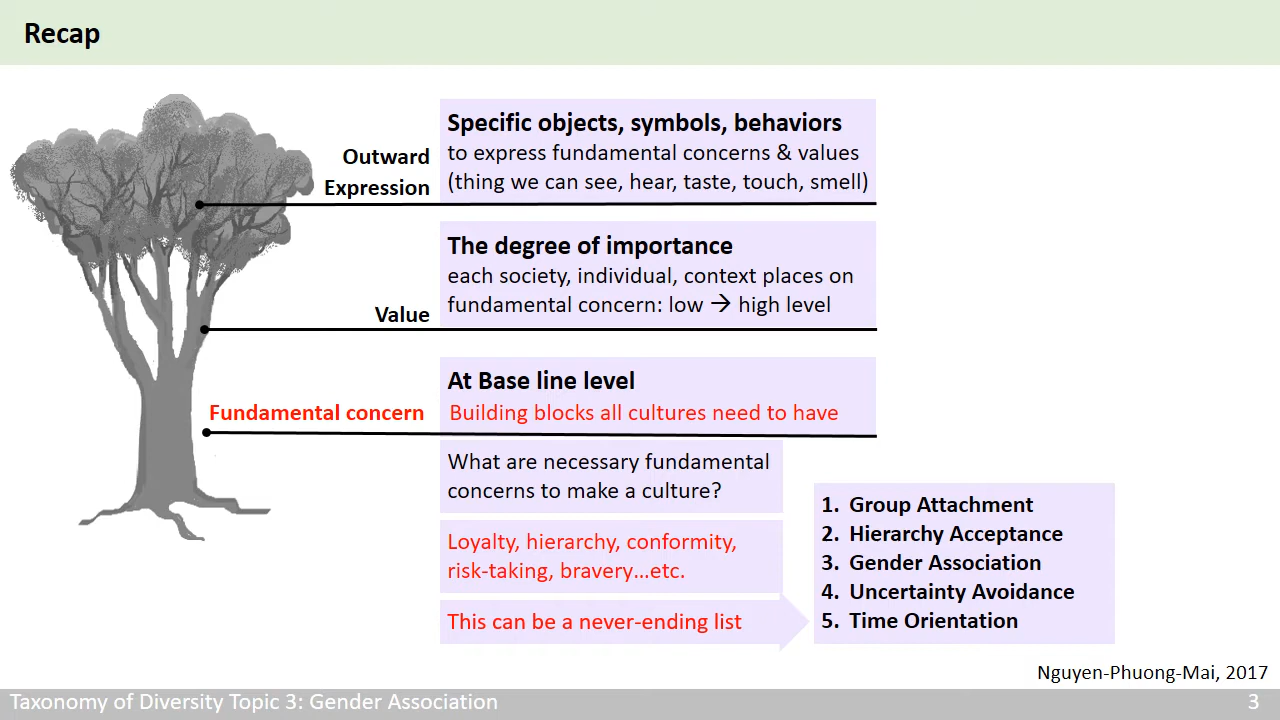 Recap
Outward
Expression
Specific objects, symbols, behaviors
to express fundamental concerns & values
(thing we can see, hear, taste, touch, smell)
Value
The degree of importance
each society, individual, context places on
fundamental concern: low → high level
Fundamental concern
At Base line level
Building blocks all cultures need to have
What are necessary fundamental
concerns to make a culture?
Loyalty, hierarchy, conformity,
risk-taking, bravery…etc.
This can be a never-ending list
1. Group Attachment
2. Hierarchy Acceptance
3. Gender Association
4. Uncertainty Avoidance
5. Time Orientation
Nguyen-Phuong-Mai, 2017
Taxonomy of Diversity Topic 3: Gender Association
3